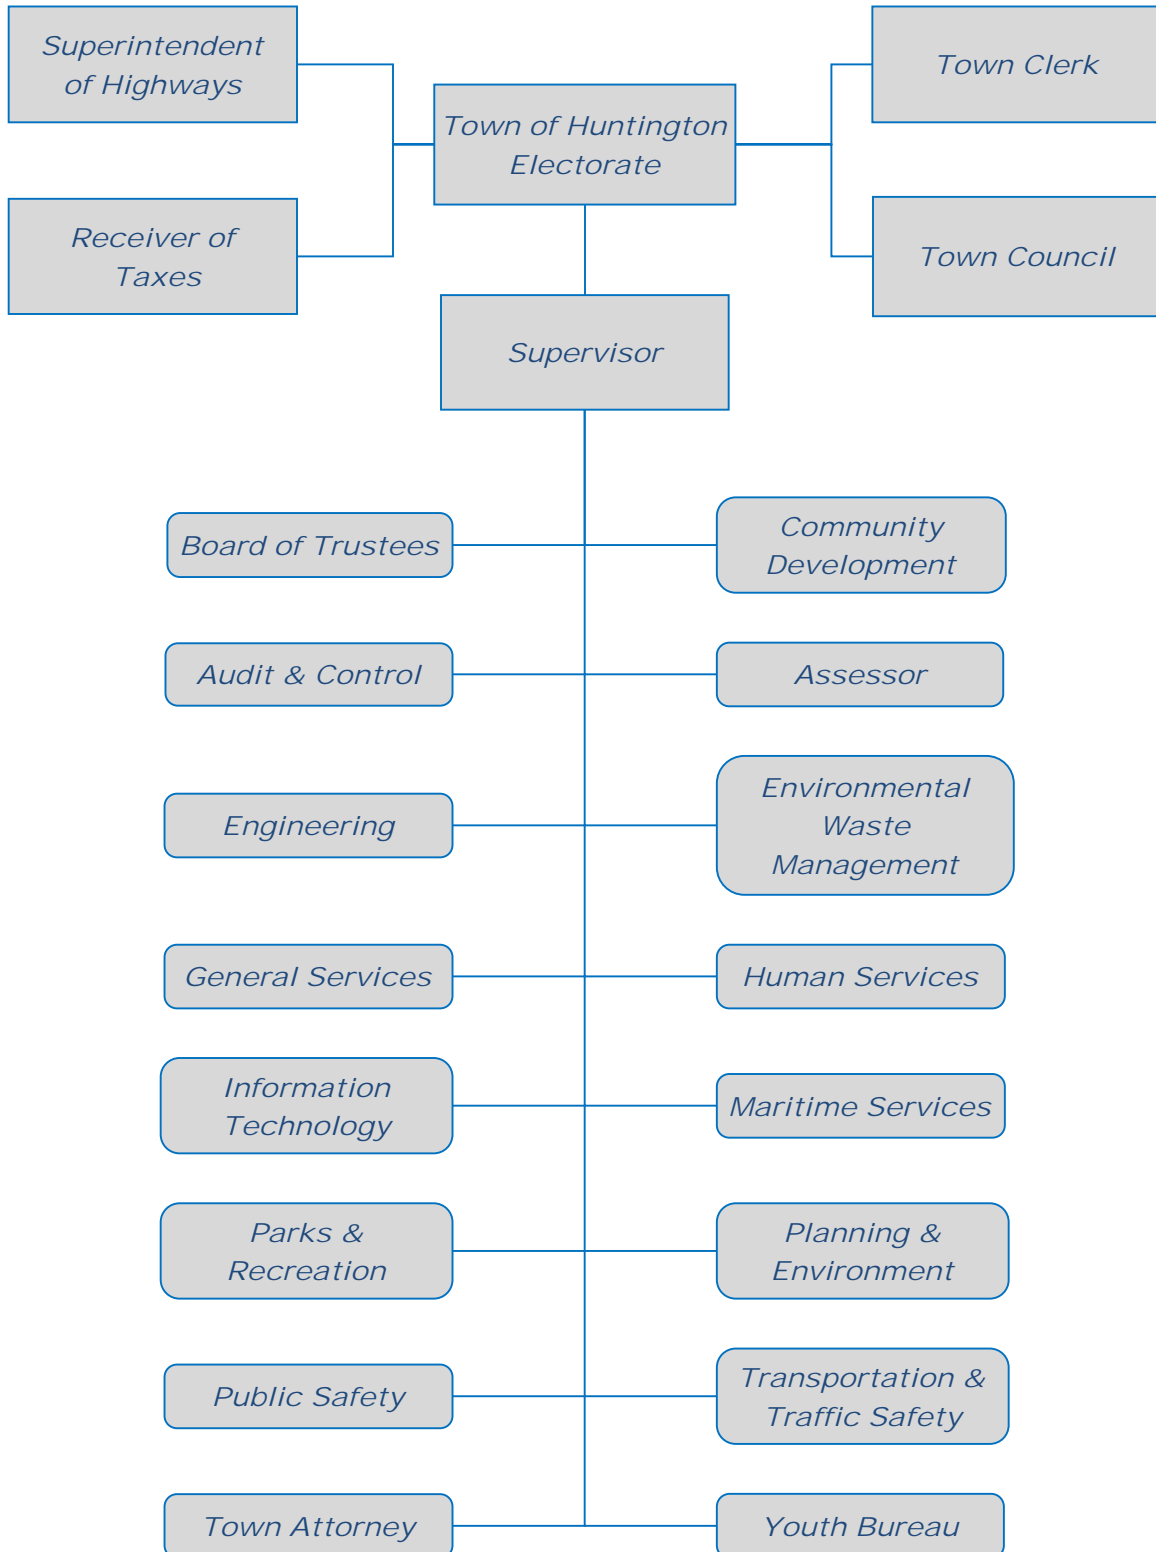 Superintendent
of Highways
Town Clerk
Town of Huntington
Electorate
Receiver of
Taxes
Town Council
Supervisor
Board of Trustees
Community
Development
Audit & Control
Assessor
Engineering
Environmental
Waste
Management
General Services
Human Services
Information
Technology
Maritime Services
Parks &
Recreation
Planning &
Environment
Public Safety
Transportation &
Traffic Safety
Town Attorney
Youth Bureau